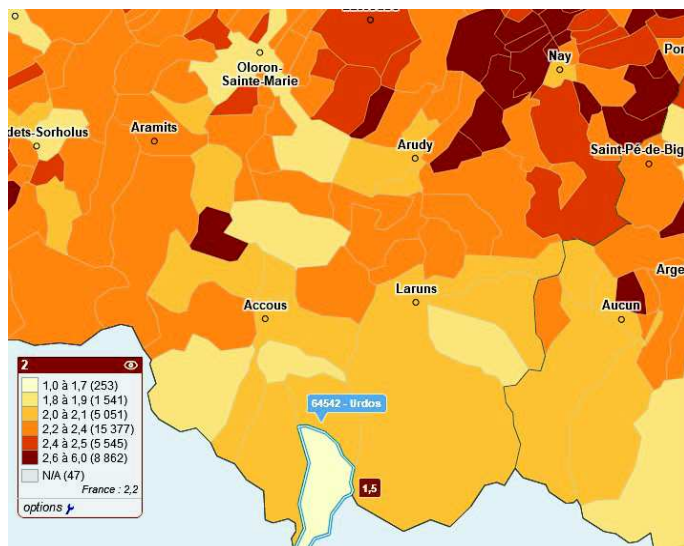 Nay
Oloron-
Sainte-Marie
Aramits
Arudy
Saint-Pé-de-Big
Laruns
Accous
Aucun
2
1,0 à 1,7 (253)
1,8 à 1,9 (1 541)
2,0 à 2,1 (5 051)
2,2 à 2,4 (15 377)
2,4 à 2,5 (5 545)
2,6 à 6,0 (8 862)
N/A (47)
France : 2,2
options
64542 - Urdos
1,5
dets-Sorholus
Arge
Por